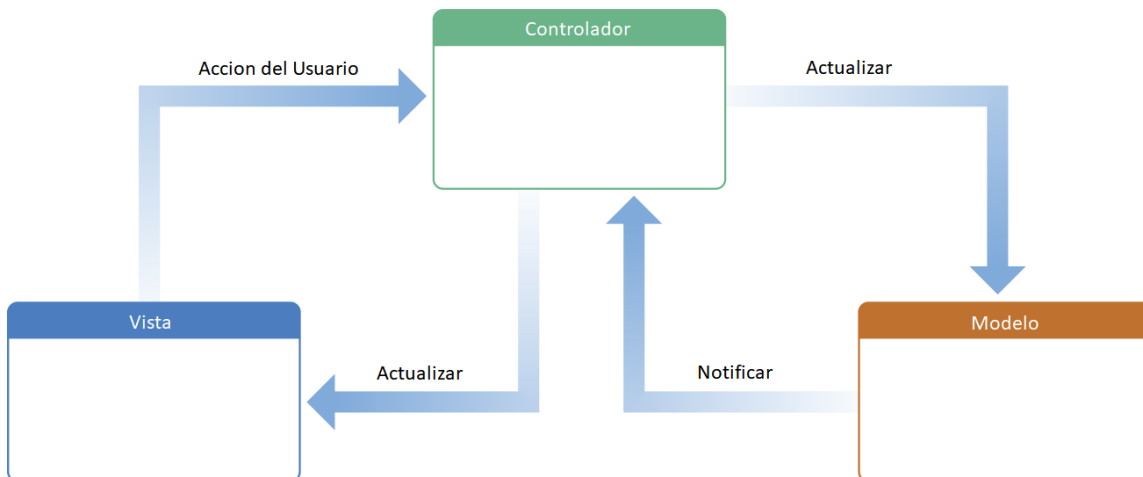 Controlador
Accion del Usuario
Actualizar
Vista
Modelo
Actualizar
Notificar